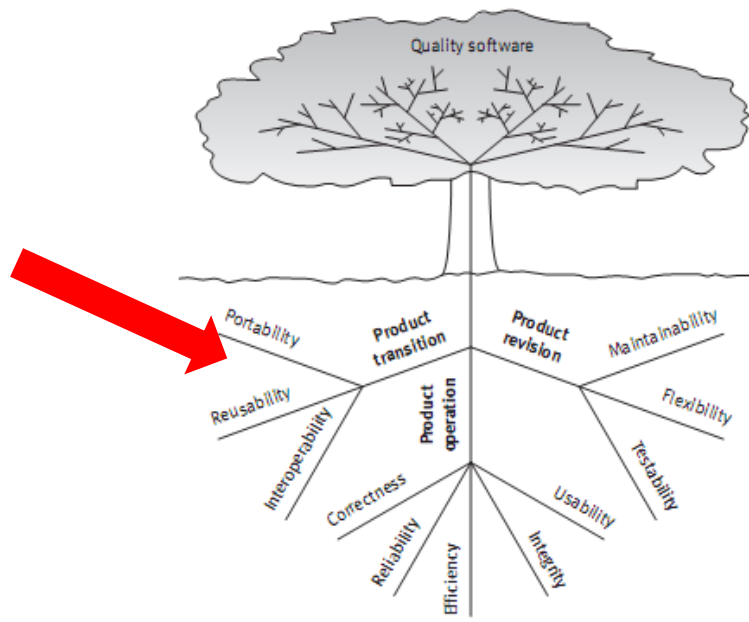 Quality software
Portability
Product
transition
Product
revision
Maintainability
Reusability
Interoperability
Product
operation
Flexibility
Testability
Correctness
Reliability
Efficiency
Integrity
Usability